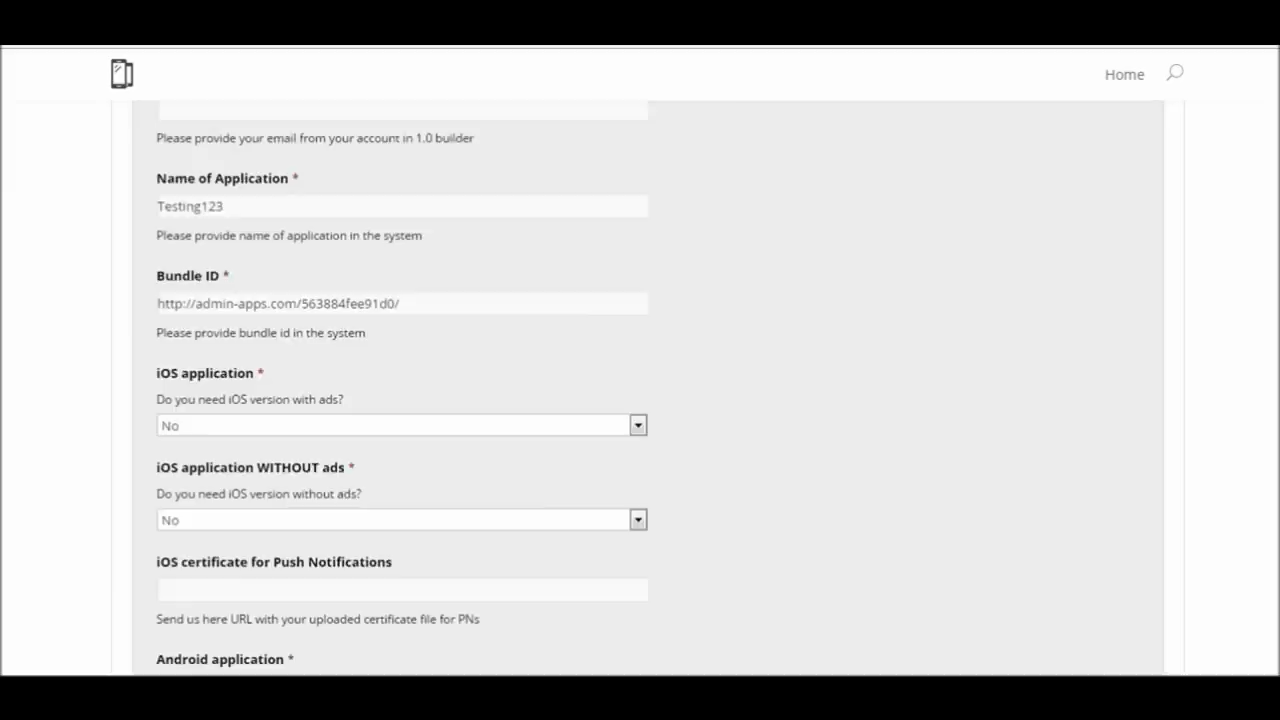 Home
Please provide your email from your account in 1.0 builder
Name of Application *
Testing123
Please provide name of application in the system
Bundle ID *
http://admin-apps.com/563884fee91d0/
Please provide bundle id in the system
iOS application *
Do you need iOS version with ads?
No
iOS application WITHOUT ads *
Do you need iOS version without ads?
No
iOS certificate for Push Notifications
Send us here URL with your uploaded certificate file for PNs
Android application *